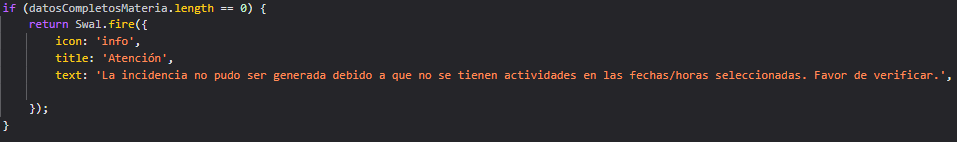 if (datosCompletosMateria.length == 0) {
    return Swal.fire({
        icon: 'info',
        title: 'Atención',
        text: 'La incidencia no pudo ser generada debido a que no se tienen actividades en las fechas/horas seleccionadas. Favor de verificar.',
    });
}